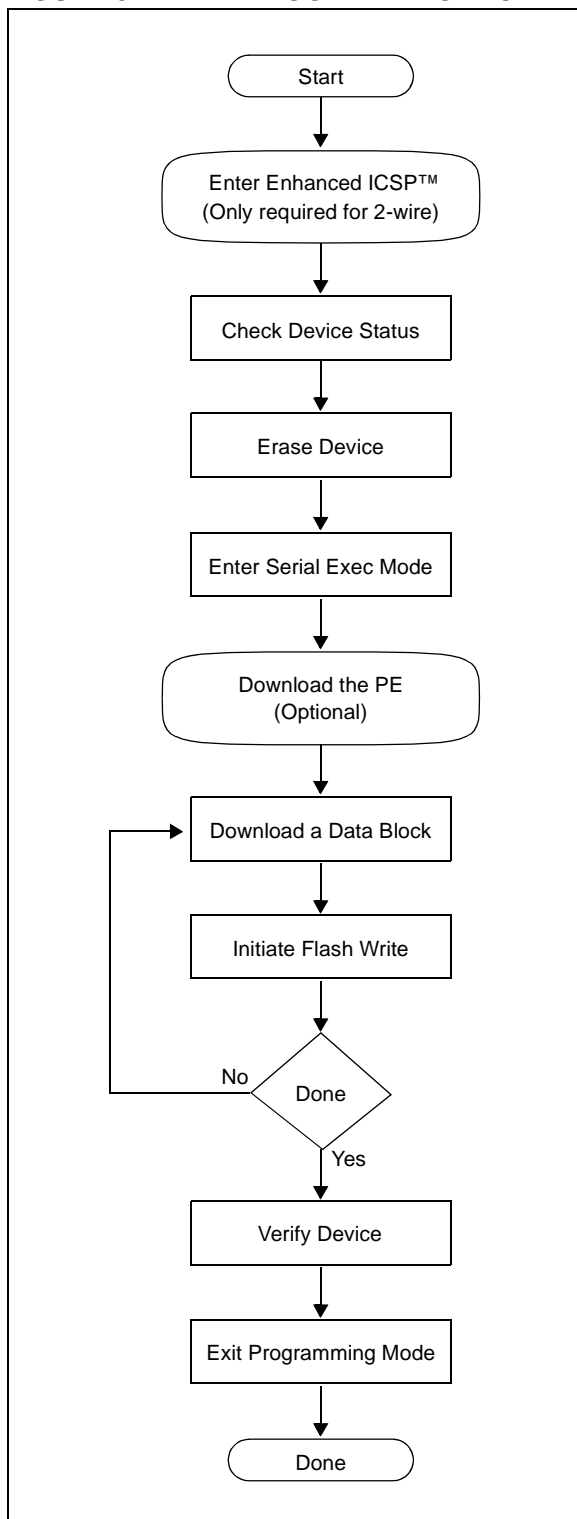 Start
Enter Enhanced ICSP™
(Only required for 2-wire)
Check Device Status
Erase Device
Enter Serial Exec Mode
Download the PE
(Optional)
Download a Data Block
Initiate Flash Write
No
Done
Yes
Verify Device
Exit Programming Mode
Done